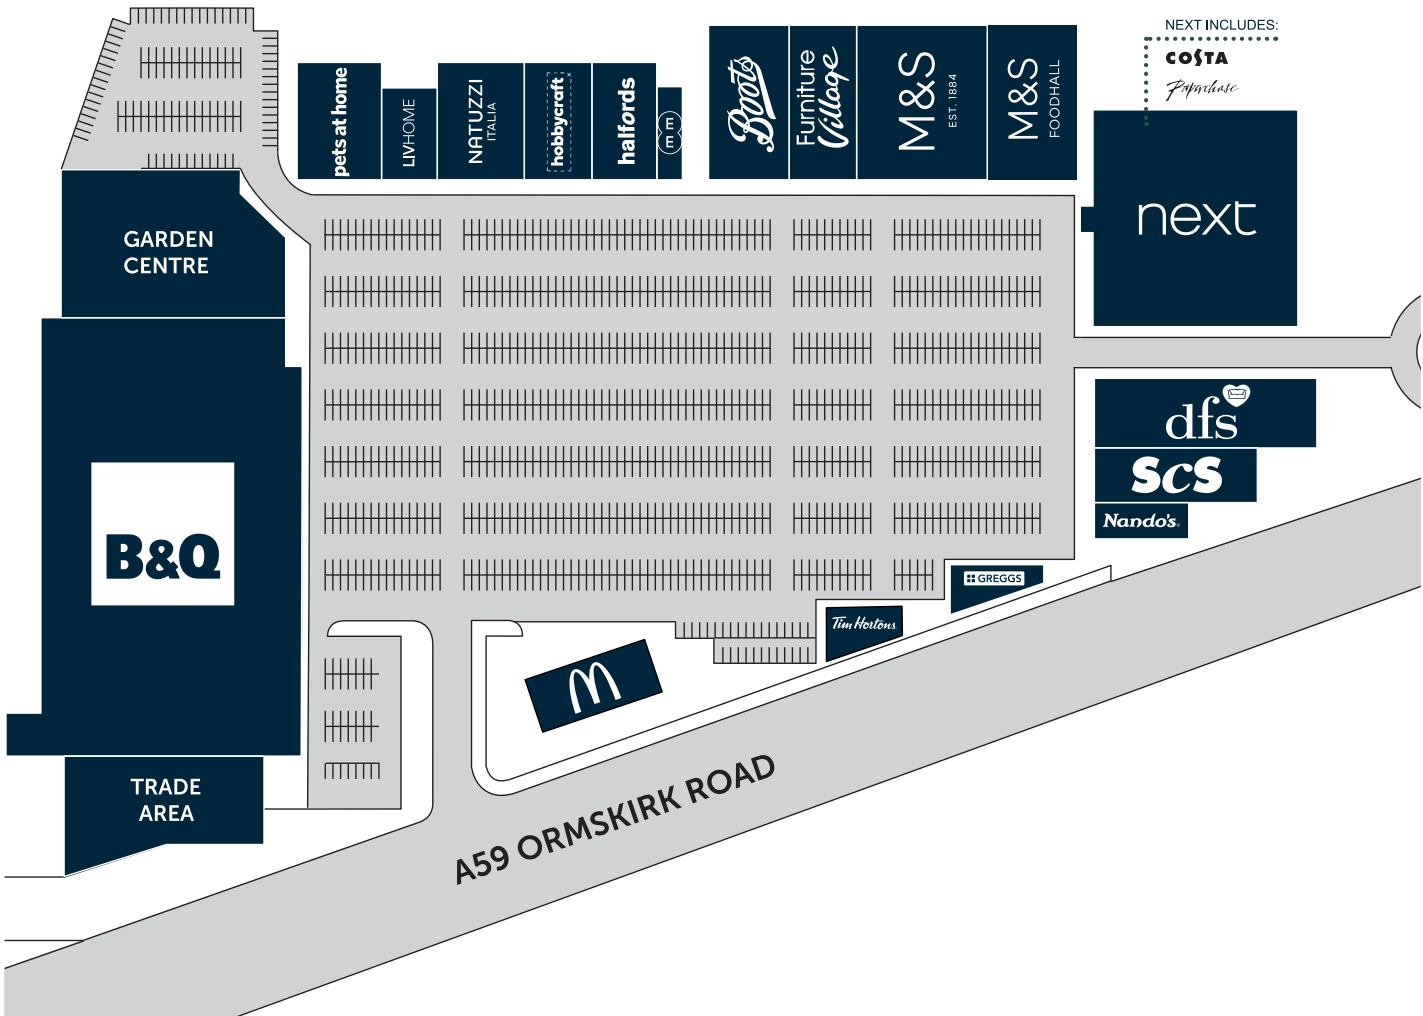 NEXT INCLUDES:
COSTA
Paperchase
pets at home
LIVHOME
NATUZZI
ITALIA
hobbycraft
halfords
EE
Boots
Furniture
Village
M&S
EST. 1884
M&S
FOODHALL
next
GARDEN
CENTRE
dfs
ScS
Nando's
B&Q
GREGGS
Tim Hortons
M
TRADE
AREA
A59 ORMSKIRK ROAD